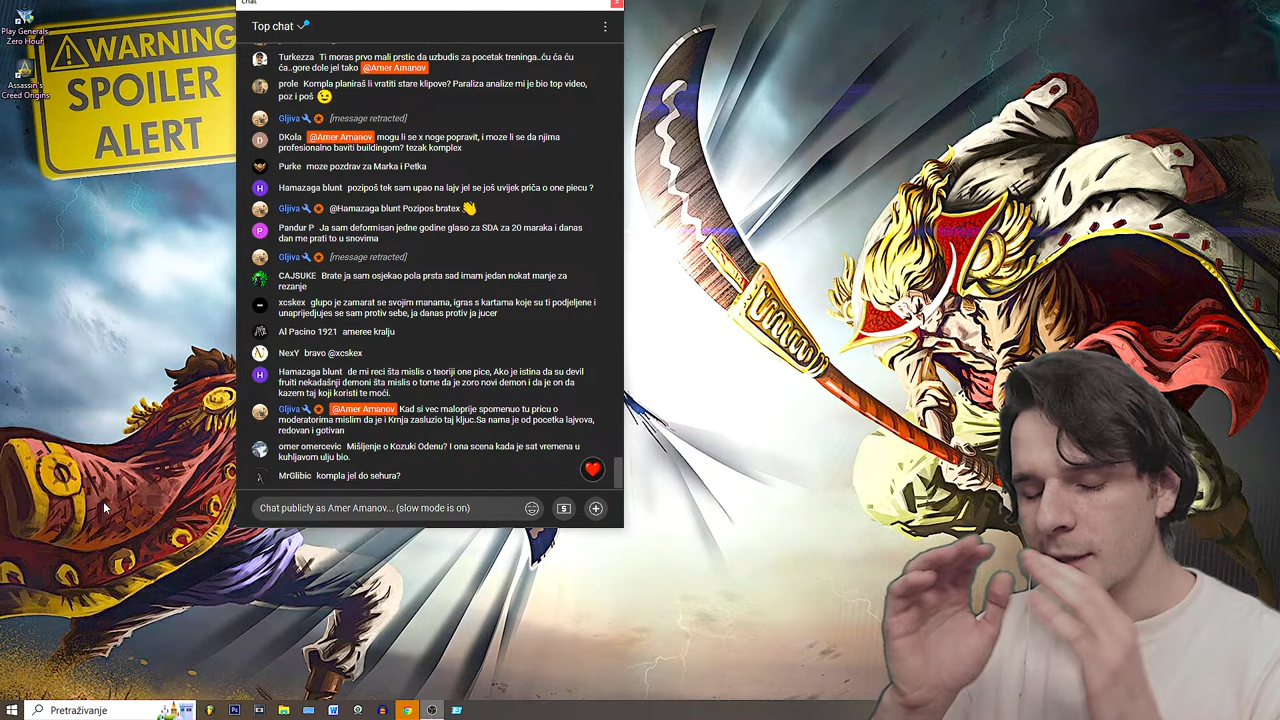 chat
Play Generals
Zero Hour
Assassin's
Creed Origins
WARNING
SPOILER
ALERT
Top chat
Turkezza Ti moras prvo mali prstic da uzbudis za pocetak treninga..ću ća ću
ća..gore dole jel tako @Amer Amanov
prole Kompla planiraš li vratiti stare klipove? Paraliza analize mi je bio top video,
poz i poš 😉
Gljiva [message retracted]
D
DKola @Amer Amanov mogu li se x noge popravit, i moze li se da njima
profesionalno baviti buildingom? tezak komplex
Purke moze pozdrav za Marka i Petka
H
Hamazaga blunt pozipoš tek sam upao na lajv jel se još uvijek priča o one piecu ?
Gljiva @Hamazaga blunt Pozipos bratex 👋
P
Pandur P Ja sam deformisan jedne godine glaso za SDA za 20 maraka i danas
dan me prati to u snovima
Gljiva [message retracted]
CAJSUKE Brate ja sam osjekao pola prsta sad imam jedan nokat manje za
rezanje
xcskex glupo je zamarat se svojim manama, igras s kartama koje su ti podjeljene i
unaprijedjujes se sam protiv sebe, ja danas protiv ja jucer
Al Pacino 1921 ameree kralju
N
NexY bravo @xcskex
H
Hamazaga blunt de mi reci šta mislis o teoriji one pice, Ako je istina da su devil
fruiti nekadašnji demoni šta mislis o tome da je zoro novi demon i da je on da
kazem taj koji koristi te moći.
Gljiva @Amer Amanov Kad si vec maloprije spomenuo tu pricu o
moderatorima mislim da je i Krnja zasluzio taj kljuc.Sa nama je od pocetka lajvova,
redovan i gotivan
omer omercevic Mišljenje o Kozuki Odenu? I ona scena kada je sat vremena u
kuhljavom ulju bio.
MrGlibic kompla jel do sehura?
Chat publicly as Amer Amanov... (slow mode is on)
Pretraživanje
Ps
W